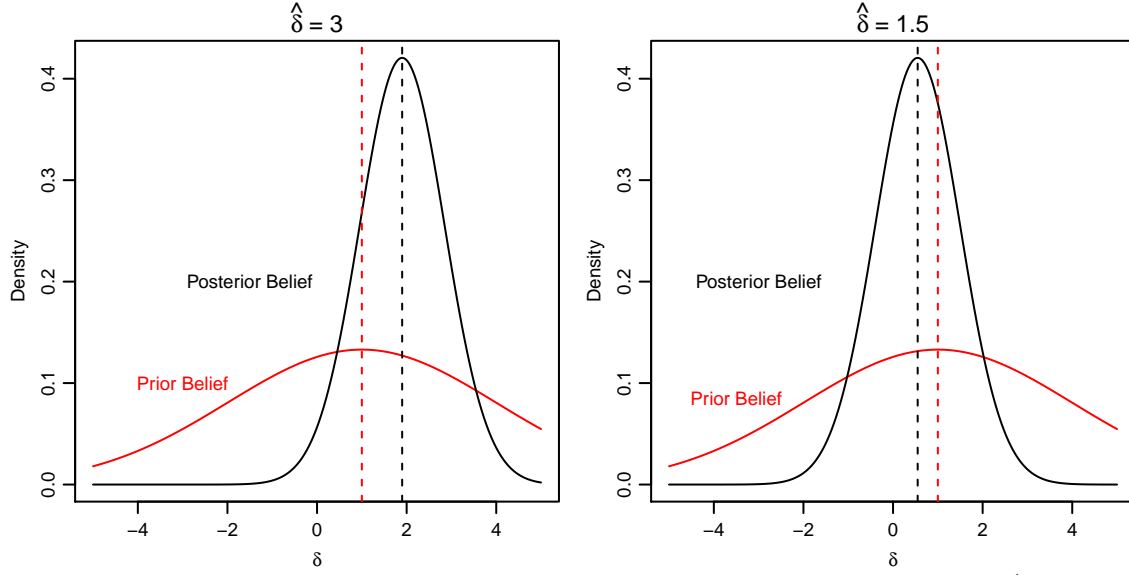 δ̂ = 3
Density
0.0 0.1 0.2 0.3 0.4
Posterior Belief
Prior Belief
−4 −2 0 2 4
δ
δ̂ = 1.5
Density
0.0 0.1 0.2 0.3 0.4
Posterior Belief
Prior Belief
−4 −2 0 2 4
δ